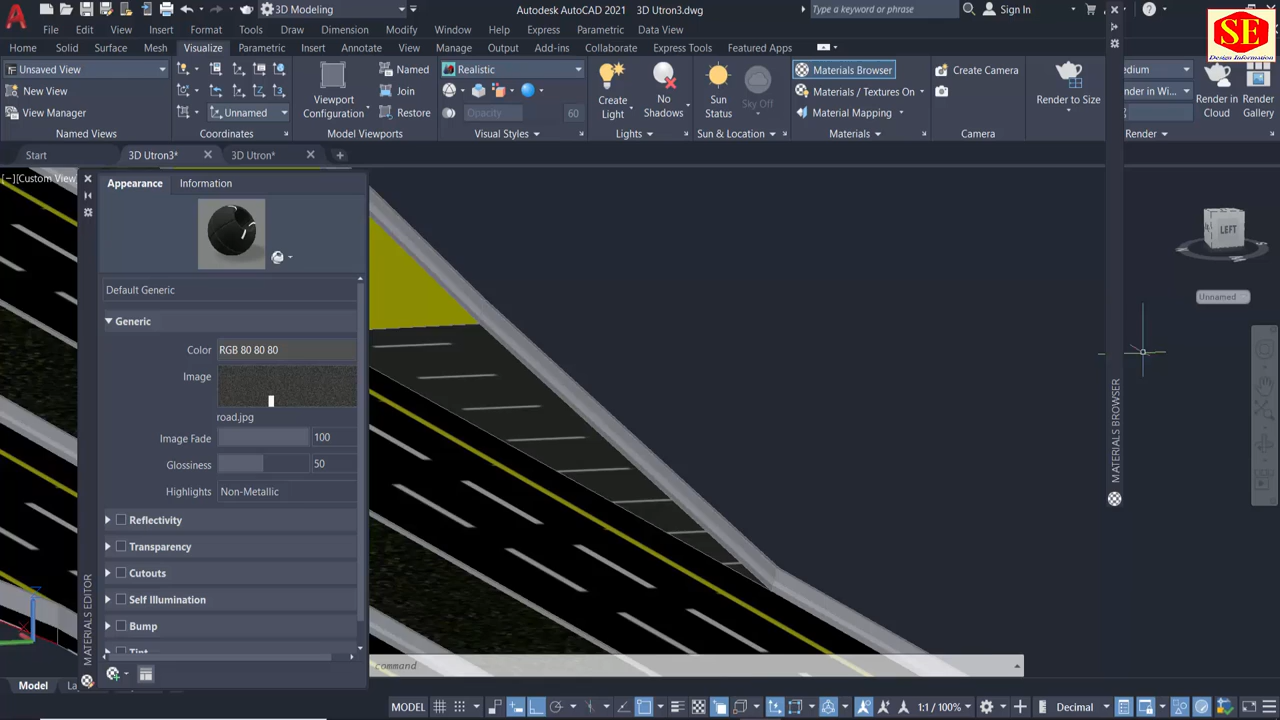 3D Modeling
Autodesk AutoCAD 2021 3D Utron3.dwg
Type a keyword or phrase
Sign In
SE
Design Information
File Edit View Insert Format Tools Draw Dimension Modify Window Help Express Parametric Data View
Home Solid Surface Mesh Visualize Parametric Insert Annotate View Manage Output Add-ins Collaborate Express Tools Featured Apps
Unsaved View
New View
View Manager
Named Views
Unnamed
Coordinates
Viewport
Configuration
Named
Join
Restore
Model Viewports
Realistic
Opacity 60
Visual Styles
Create
Light
No
Shadows
Lights
Sun
Status
Sky Off
Sun & Location
Materials Browser
Materials / Textures On
Material Mapping
Materials
Create Camera
Camera
Render to Size
edium
ender in Wi...
Render in
Cloud
Render
Gallery
Render
Start 3D Utron3* 3D Utron*
[−][Custom View
Appearance Information
Default Generic
Generic
Color RGB 80 80 80
Image
road.jpg
Image Fade 100
Glossiness 50
Highlights Non-Metallic
Reflectivity
Transparency
Cutouts
Self Illumination
Bump
Tint
MATERIALS EDITOR
MATERIALS BROWSER
LEFT
Unnamed
command
Model La
MODEL 1:1 / 100% Decimal